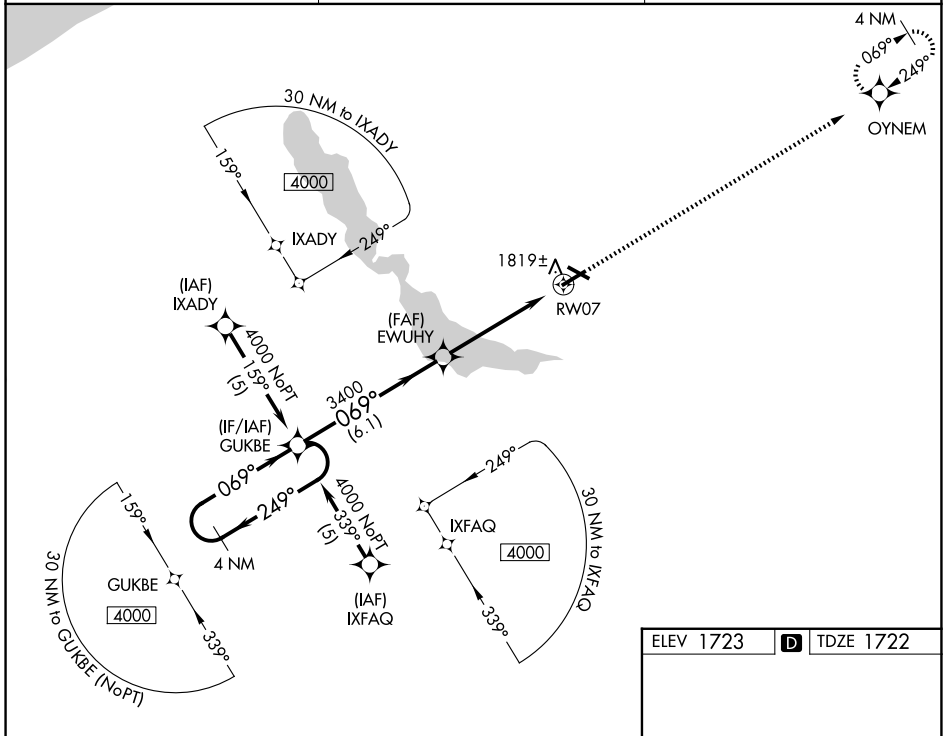 4 NM
069°
249°
OYNEM
30 NM to IXADY
159°
4000
IXADY
249°
1819±
RW07
(IAF)
IXADY
4000 NoPT
159°
(5)
(FAF)
EWUHY
3400
069°
(6.1)
(IF/IAF)
GUKBE
069°
249°
4 NM
4000 NoPT
339°
(5)
(IAF)
IXFAQ
249°
IXFAQ
4000
339°
30 NM to IXFAQ
159°
GUKBE
4000
339°
30 NM to GUKBE (NoPT)
ELEV 1723 D TDZE 1722